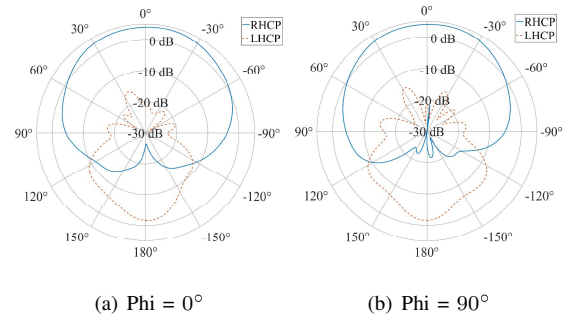 0°
30°
-30°
RHCP
LHCP
0 dB
60°
-60°
-10 dB
-20 dB
90°
-30 dB
-90°
120°
-120°
150°
-150°
180°
(a) Phi = 0°
0°
30°
-30°
RHCP
LHCP
0 dB
60°
-60°
-10 dB
-20 dB
90°
-30 dB
-90°
120°
-120°
150°
-150°
180°
(b) Phi = 90°